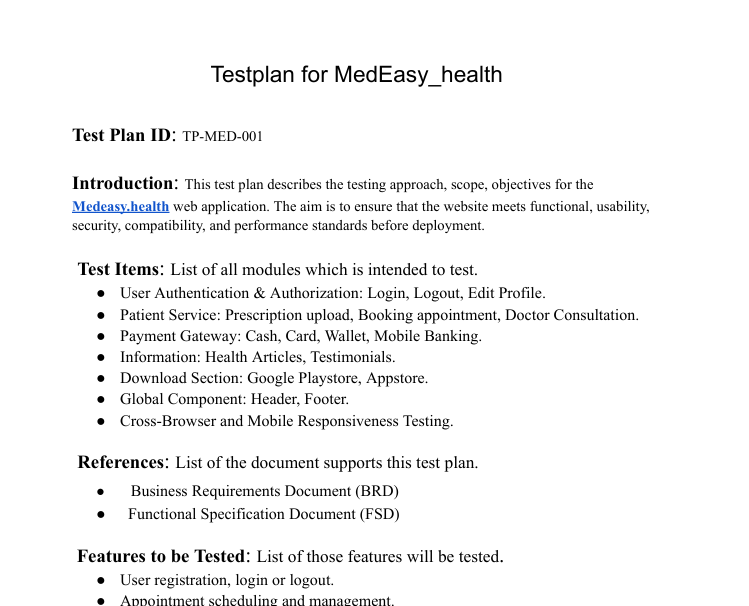 Testplan for MedEasy_health
Test Plan ID: TP-MED-001
Introduction: This test plan describes the testing approach, scope, objectives for the
Medeasy.health web application. The aim is to ensure that the website meets functional, usability,
security, compatibility, and performance standards before deployment.
Test Items: List of all modules which is intended to test.
● User Authentication & Authorization: Login, Logout, Edit Profile.
● Patient Service: Prescription upload, Booking appointment, Doctor Consultation.
● Payment Gateway: Cash, Card, Wallet, Mobile Banking.
● Information: Health Articles, Testimonials.
● Download Section: Google Playstore, Appstore.
● Global Component: Header, Footer.
● Cross-Browser and Mobile Responsiveness Testing.
References: List of the document supports this test plan.
● Business Requirements Document (BRD)
● Functional Specification Document (FSD)
Features to be Tested: List of those features will be tested.
● User registration, login or logout.
● Appointment scheduling and management.